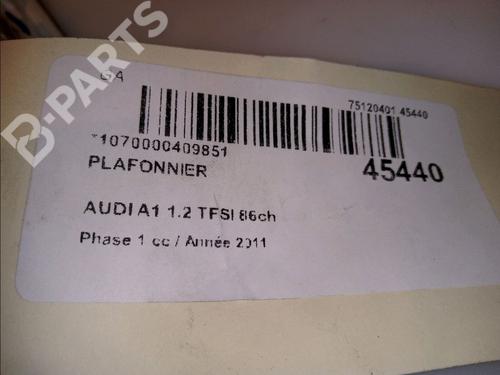 B-PARTS
GA
75120401 45440
*1070000409851
PLAFONNIER
45440
AUDI A1 1.2 TFSI 86ch
Phase 1 cc / Année 2011